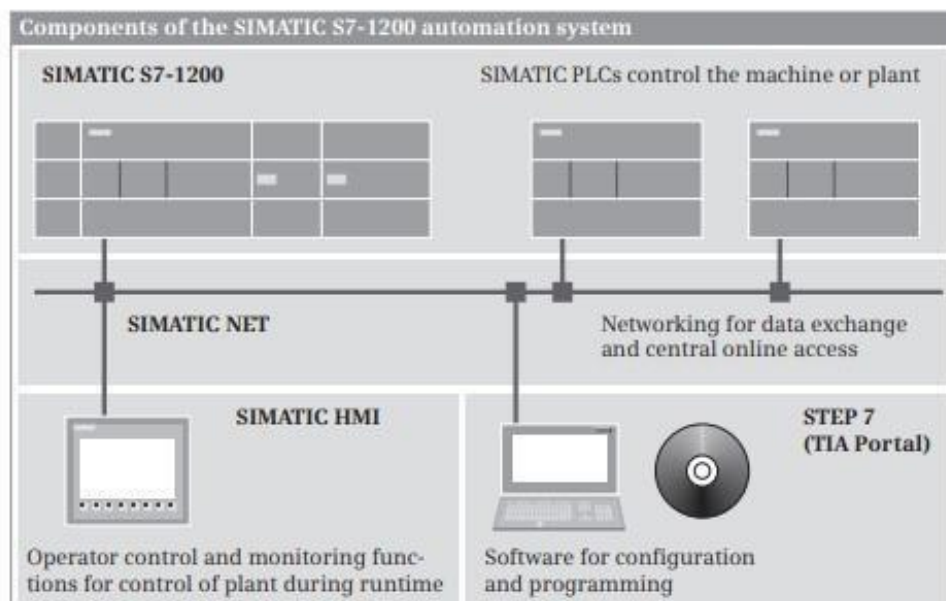 Components of the SIMATIC S7-1200 automation system
SIMATIC S7-1200
SIMATIC PLCs control the machine or plant
SIMATIC NET
Networking for data exchange
and central online access
SIMATIC HMI
Operator control and monitoring func-
tions for control of plant during runtime
STEP 7
(TIA Portal)
Software for configuration
and programming